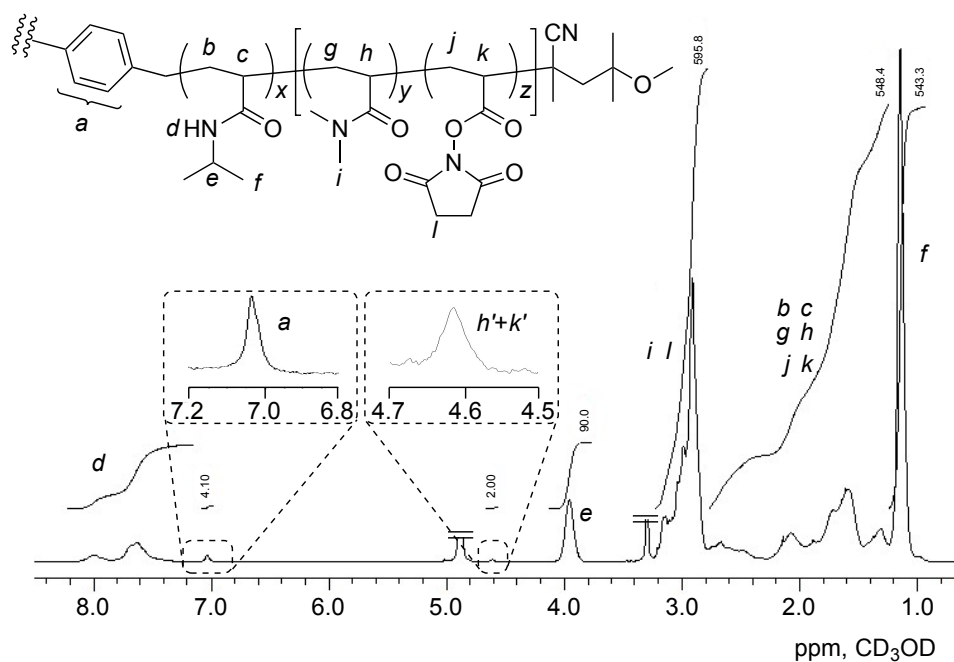 b c g h j k CN
x y z
a
d HN O N O O O O
e f i O N O
l
595.8
548.4
543.3
f
b c
g h
j k
i l
a
7.2 7.0 6.8
h'+k'
4.7 4.6 4.5
d
4.10
2.00
90.0
e
8.0 7.0 6.0 5.0 4.0 3.0 2.0 1.0
ppm, CD₃OD